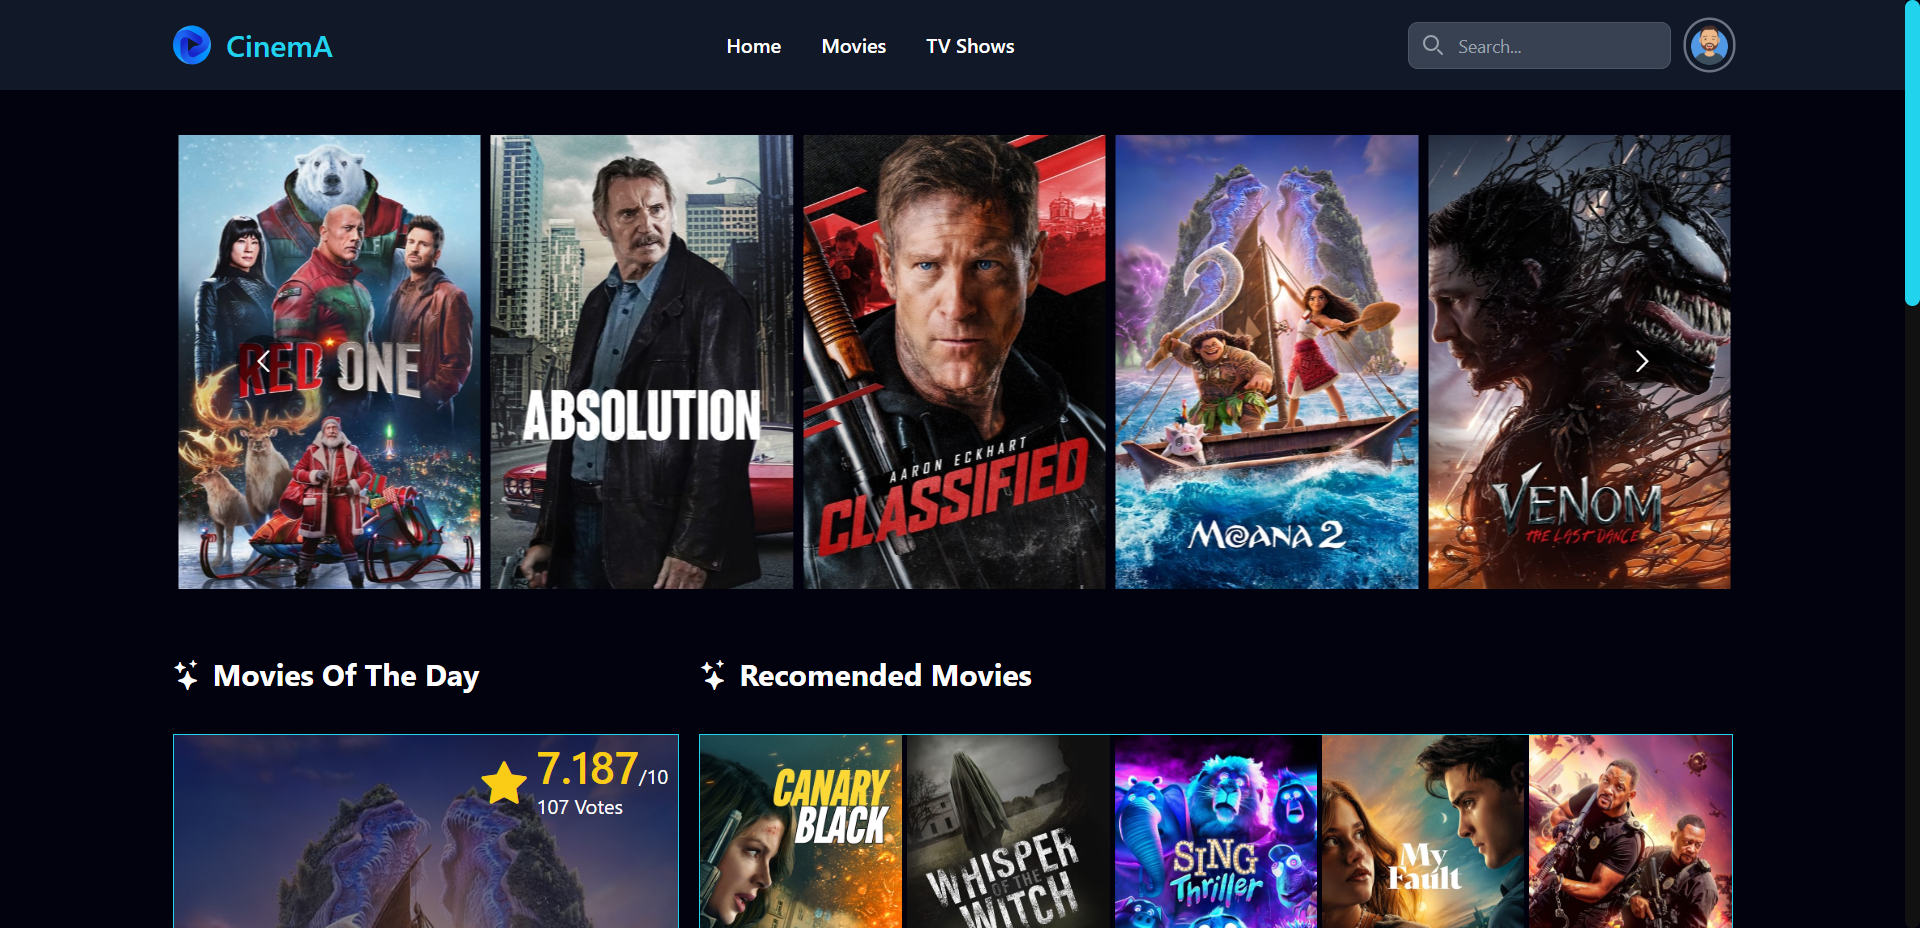 CinemA
Home
Movies
TV Shows
Search...
RED ONE
ABSOLUTION
AARON ECKHART
CLASSIFIED
MOANA 2
VENOM
THE LAST DANCE
Movies Of The Day
Recomended Movies
7.187/10
107 Votes
CANARY
BLACK
WHISPER
OF THE
WITCH
SING
Thriller
My
Fault